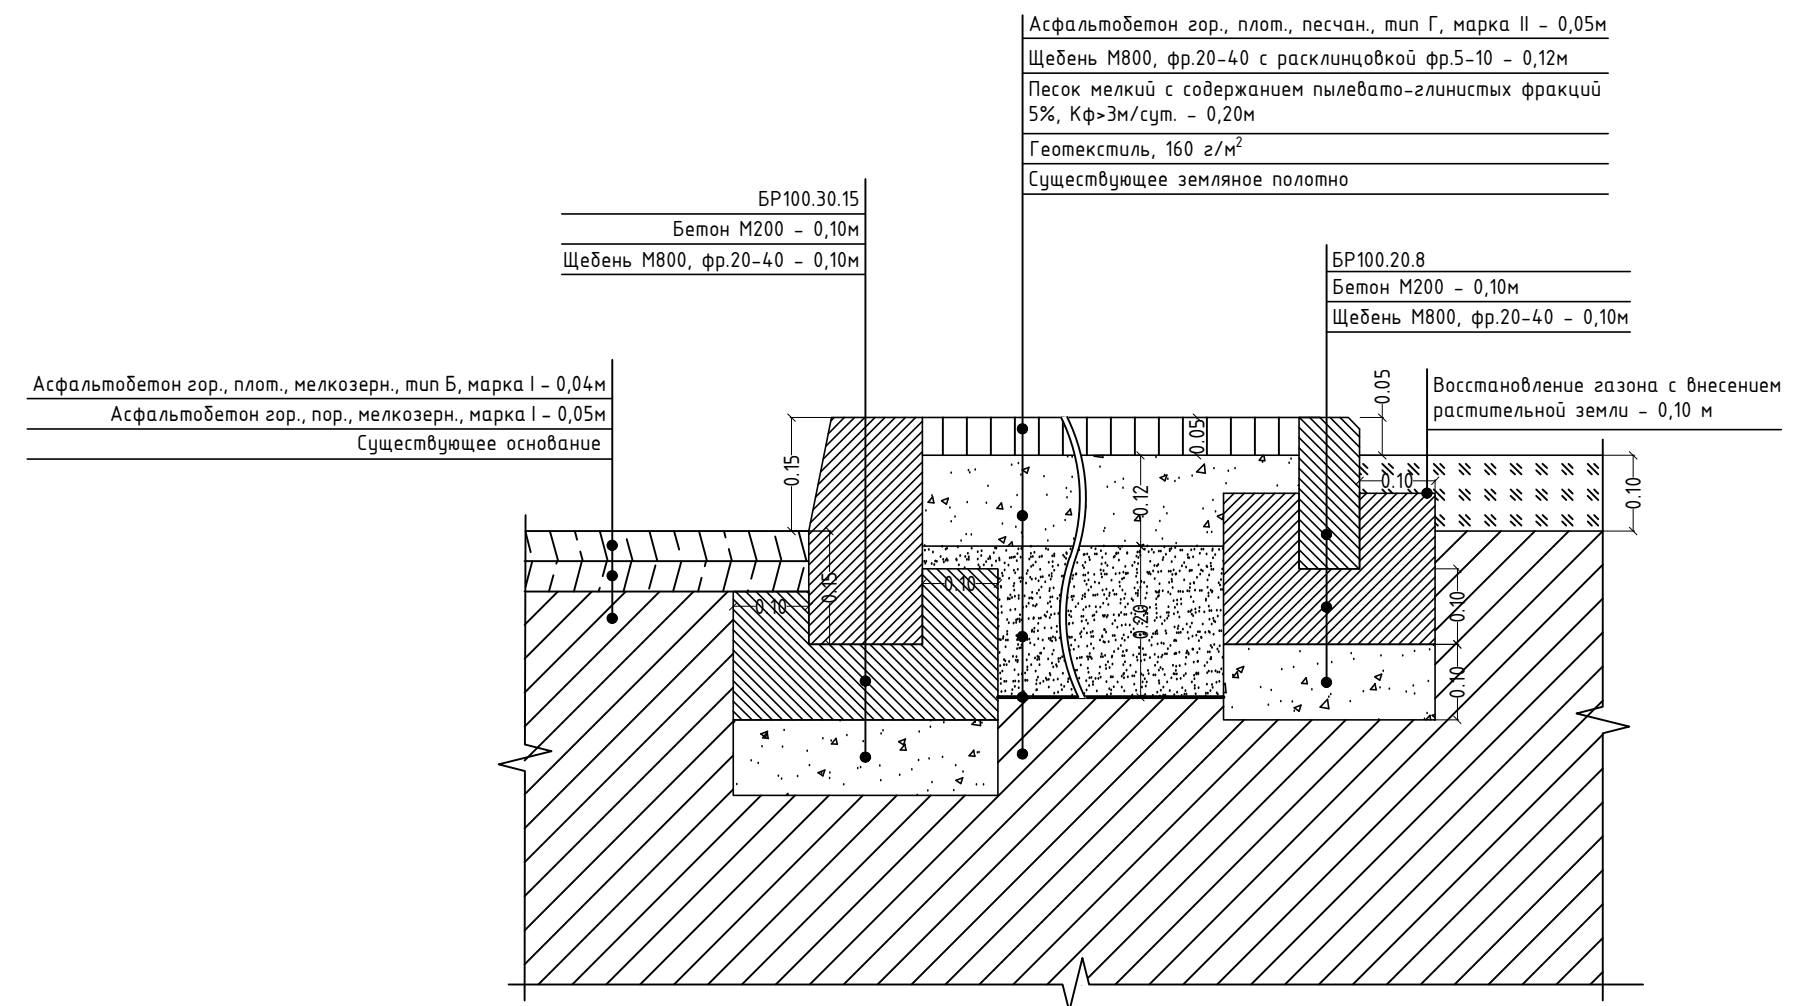 Асфальтобетон гор., плот., песчан., тип Г, марка II - 0,05м
Щебень М800, фр.20-40 с расклинцовкой фр.5-10 - 0,12м
Песок мелкий с содержанием пылевато-глинистых фракций
5%, Кф>3м/сут. - 0,20м
Геотекстиль, 160 г/м²
Существующее земляное полотно
БР100.30.15
Бетон М200 - 0,10м
Щебень М800, фр.20-40 - 0,10м
БР100.20.8
Бетон М200 - 0,10м
Щебень М800, фр.20-40 - 0,10м
Асфальтобетон гор., плот., мелкозерн., тип Б, марка I - 0,04м
Асфальтобетон гор., пор., мелкозерн., марка I - 0,05м
Существующее основание
Восстановление газона с внесением
растительной земли - 0,10 м
0.05
0.15
0.05
0.12
0.10
0.10
0.15
0.10
0.10
0.20
0.10
0.10